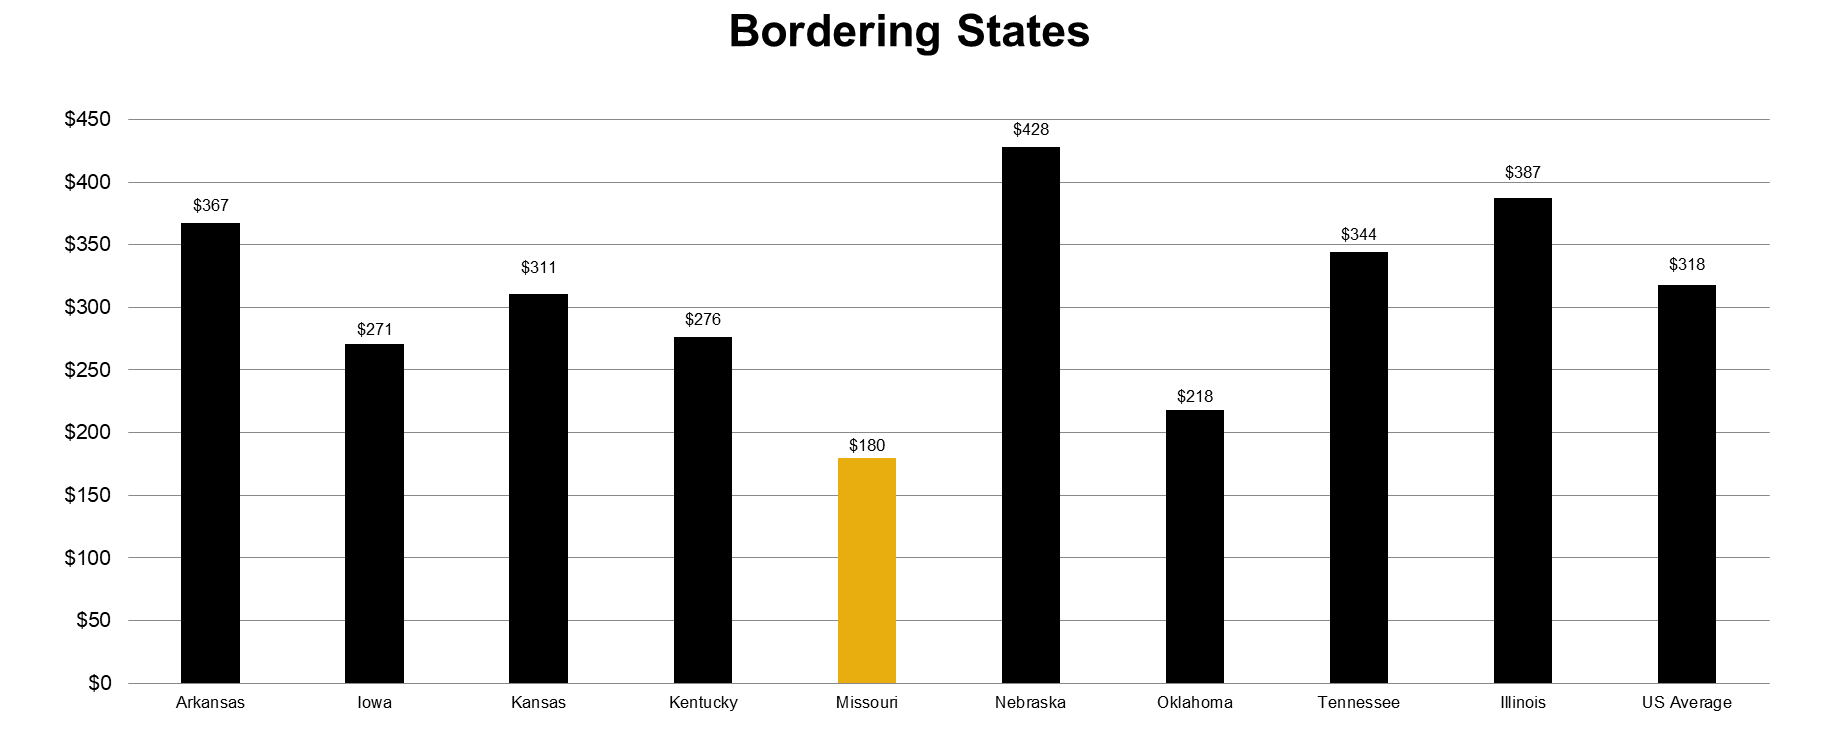 Bordering States
$450
$400
$350
$300
$250
$200
$150
$100
$50
$0
$367
$271
$311
$276
$180
$428
$218
$344
$387
$318
Arkansas
Iowa
Kansas
Kentucky
Missouri
Nebraska
Oklahoma
Tennessee
Illinois
US Average